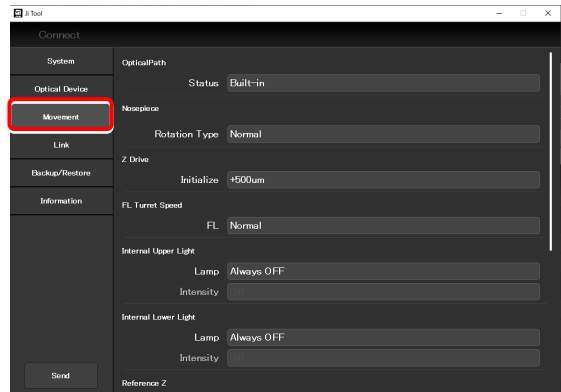 Ji Tool
Connect
System
Optical Device
Movement
Link
Backup/Restore
Information
Send
OpticalPath
Status Built-in
Nosepiece
Rotation Type Normal
Z Drive
Initialize +500um
FL Turret Speed
FL Normal
Internal Upper Light
Lamp Always OFF
Intensity Off
Internal Lower Light
Lamp Always OFF
Intensity Off
Reference Z